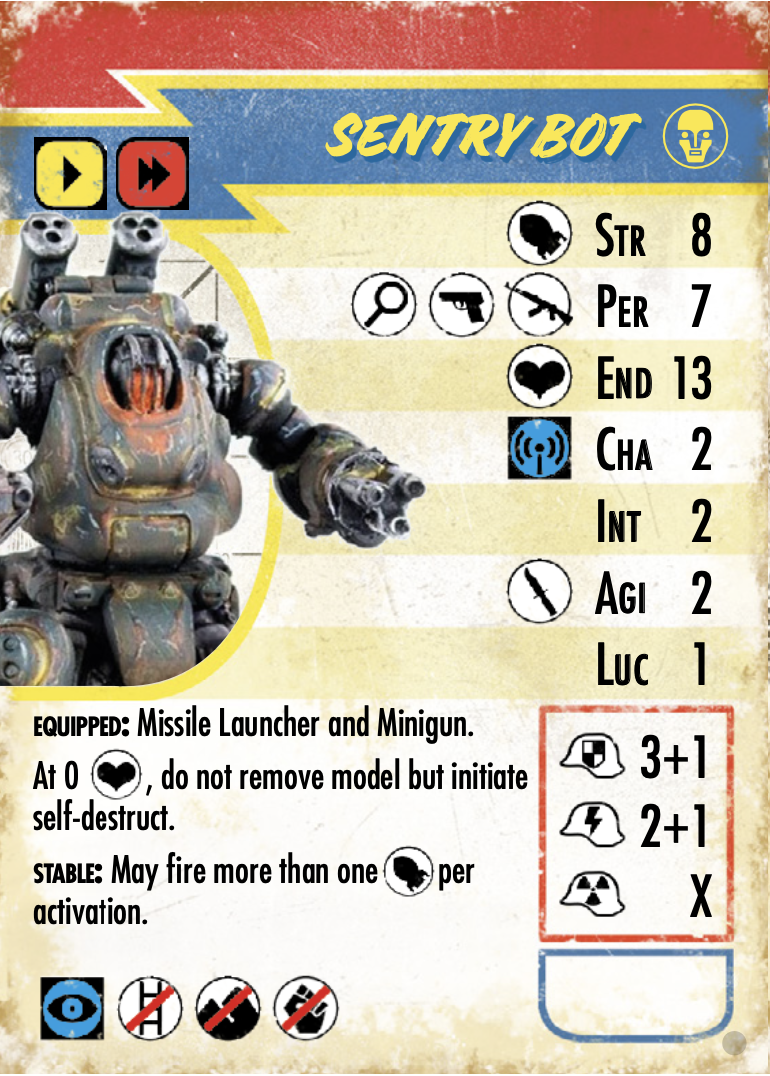 SENTRY BOT
STR 8
PER 7
END 13
CHA 2
INT 2
AGI 2
LUC 1
EQUIPPED: Missile Launcher and Minigun.
At 0 , do not remove model but initiate
self-destruct.
STABLE: May fire more than one per
activation.
3+1
2+1
X